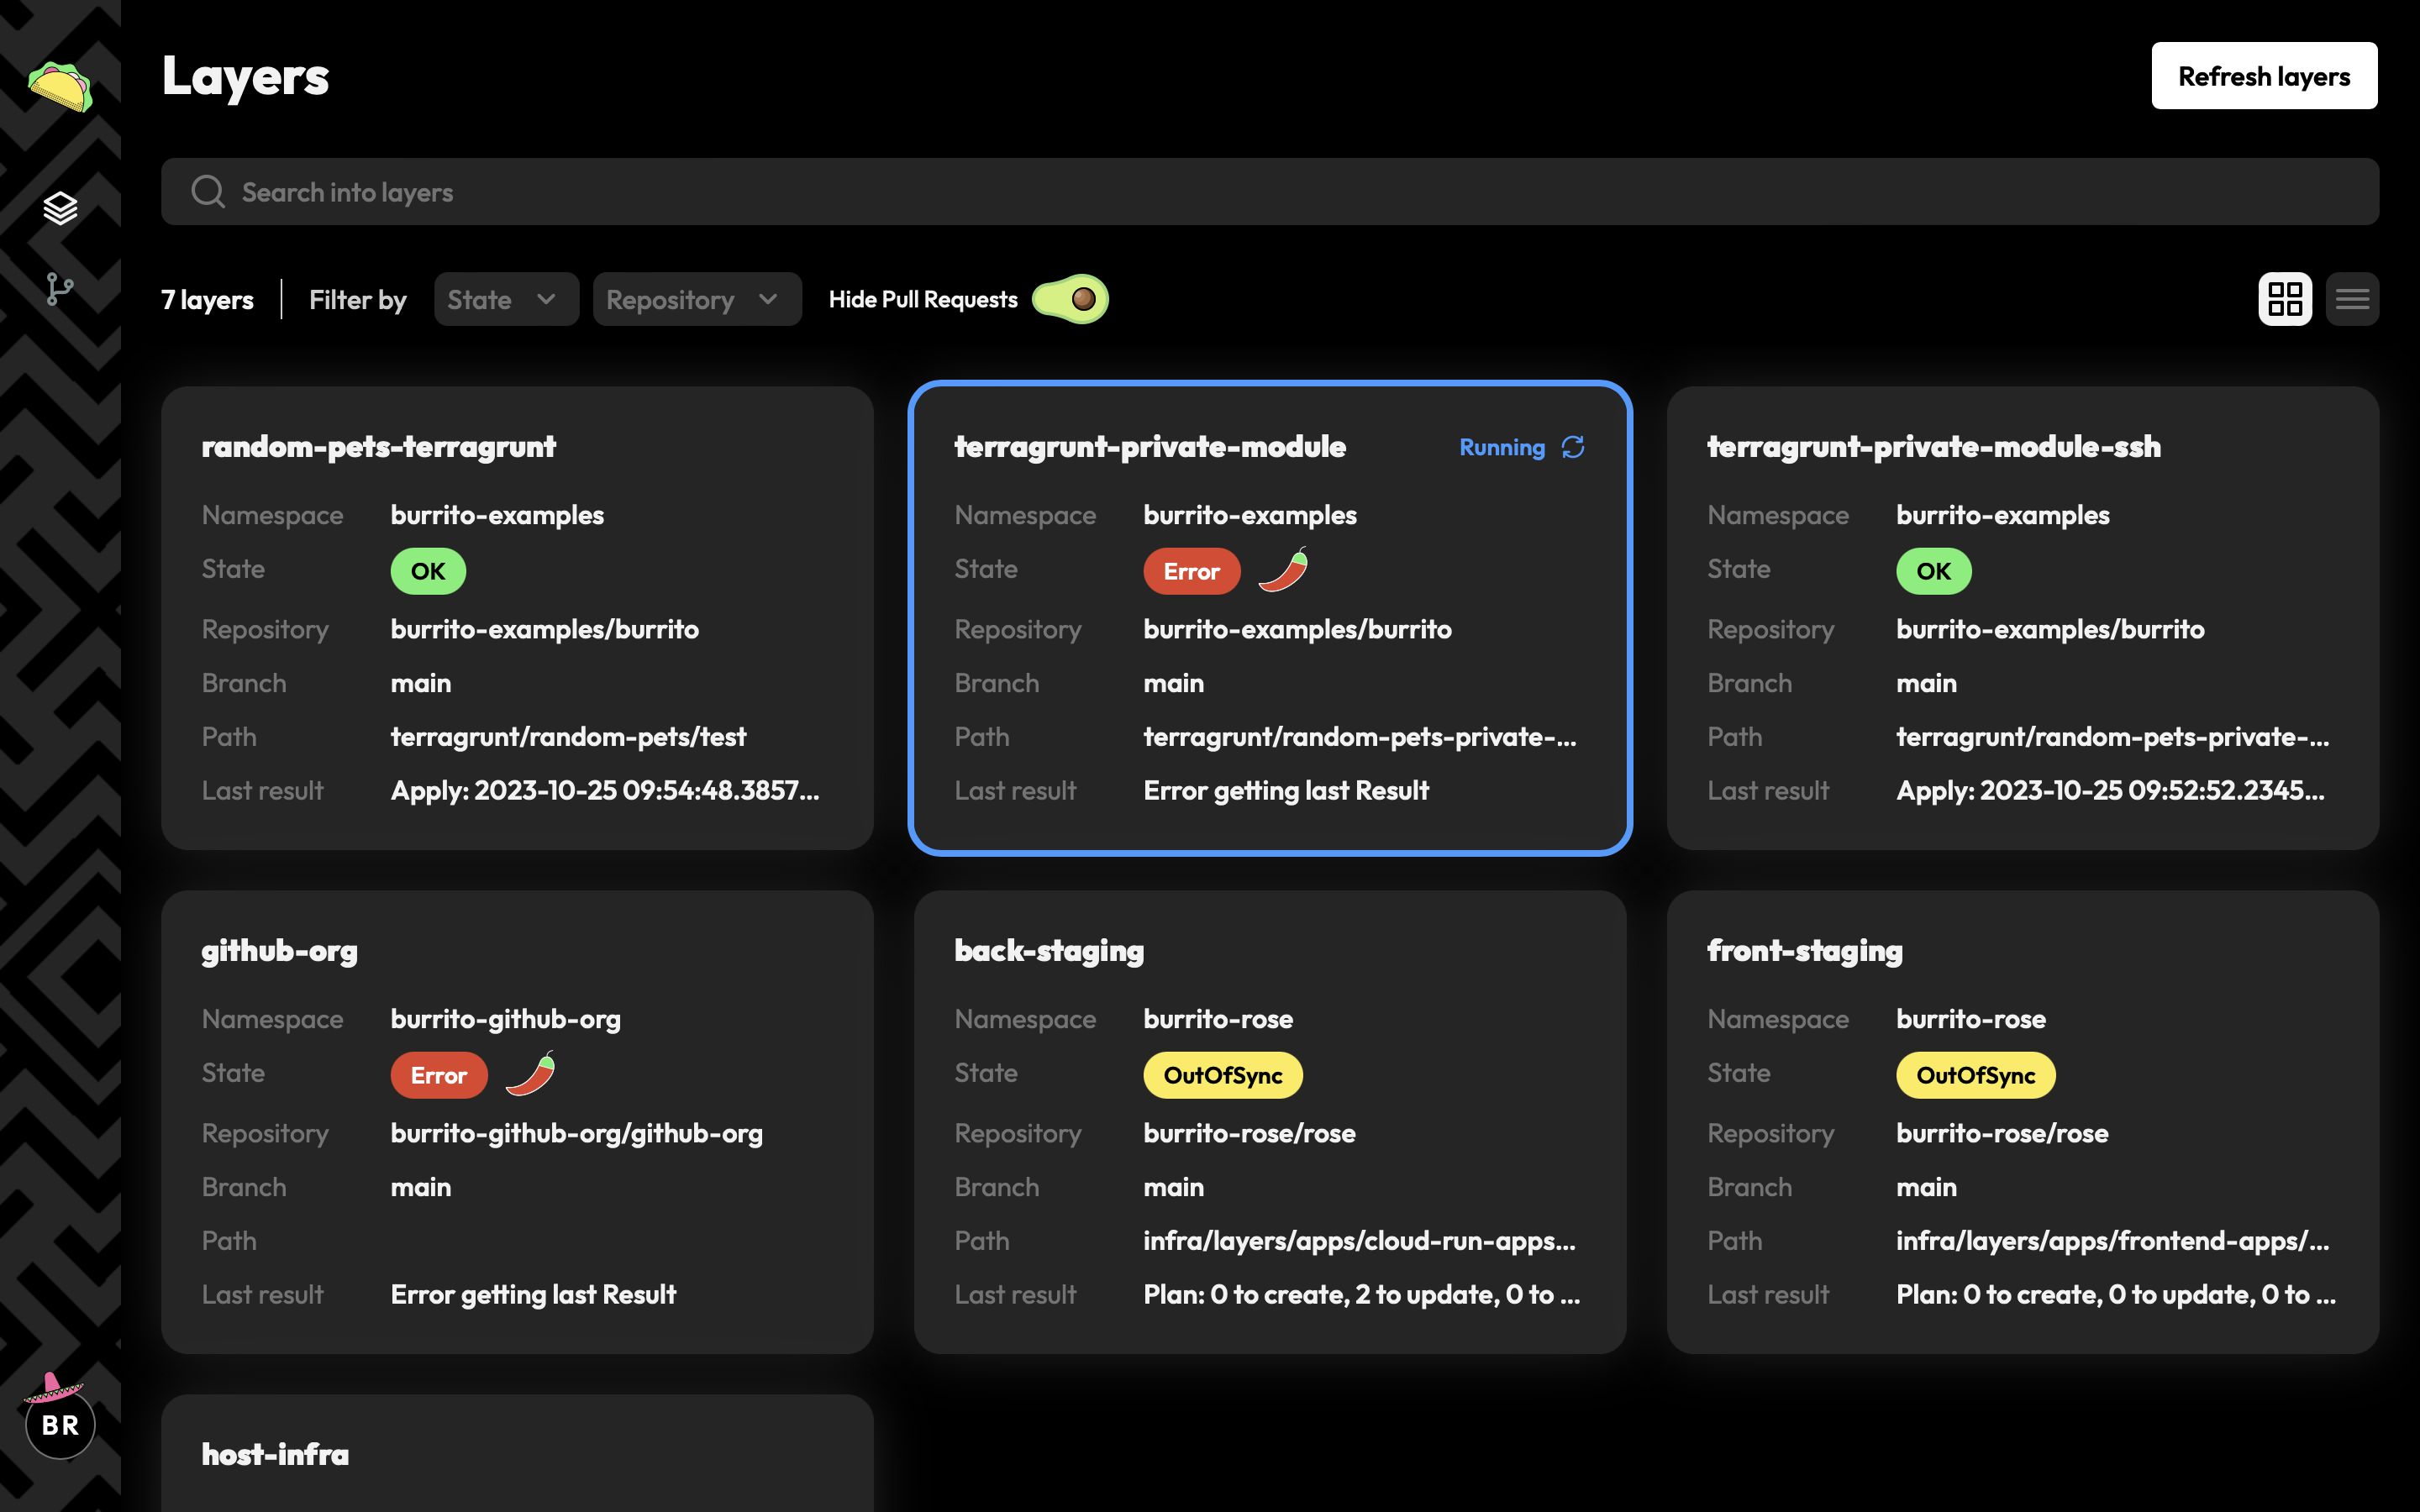 Layers
Refresh layers
Search into layers
7 layers
Filter by
State
Repository
Hide Pull Requests
random-pets-terragrunt
Namespace burrito-examples
State OK
Repository burrito-examples/burrito
Branch main
Path terragrunt/random-pets/test
Last result Apply: 2023-10-25 09:54:48.3857...
terragrunt-private-module Running
Namespace burrito-examples
State Error
Repository burrito-examples/burrito
Branch main
Path terragrunt/random-pets-private-...
Last result Error getting last Result
terragrunt-private-module-ssh
Namespace burrito-examples
State OK
Repository burrito-examples/burrito
Branch main
Path terragrunt/random-pets-private-...
Last result Apply: 2023-10-25 09:52:52.2345...
github-org
Namespace burrito-github-org
State Error
Repository burrito-github-org/github-org
Branch main
Path
Last result Error getting last Result
back-staging
Namespace burrito-rose
State OutOfSync
Repository burrito-rose/rose
Branch main
Path infra/layers/apps/cloud-run-apps...
Last result Plan: 0 to create, 2 to update, 0 to ...
front-staging
Namespace burrito-rose
State OutOfSync
Repository burrito-rose/rose
Branch main
Path infra/layers/apps/frontend-apps/...
Last result Plan: 0 to create, 0 to update, 0 to ...
host-infra
BR